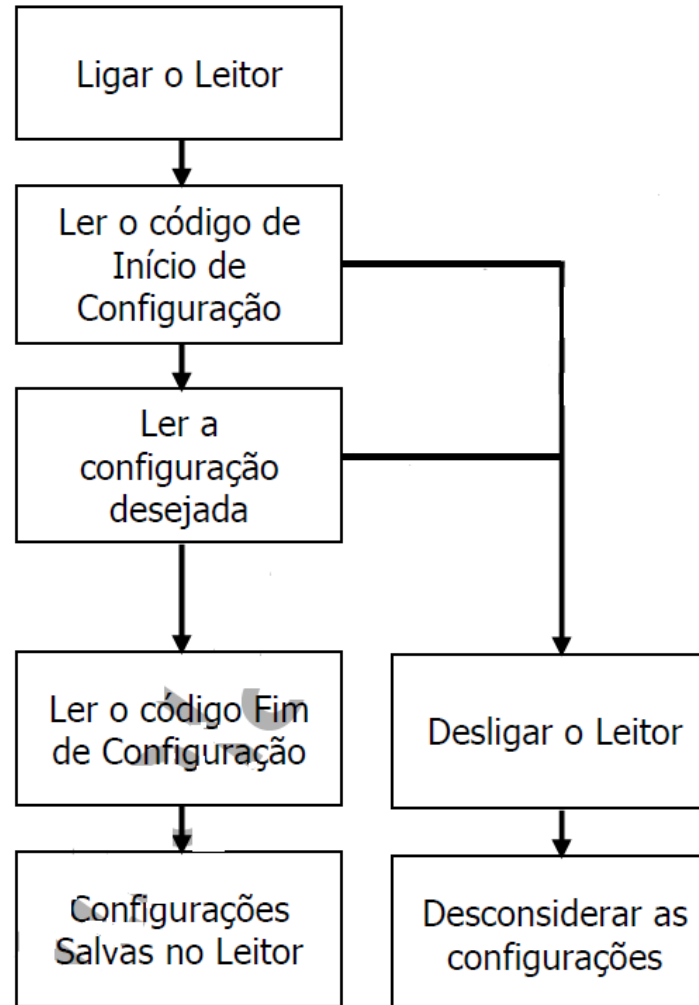 Ligar o Leitor
Ler o código de
Início de
Configuração
Ler a
configuração
desejada
Ler o código Fim
de Configuração
Desligar o Leitor
Configurações
Salvas no Leitor
Desconsiderar as
configurações